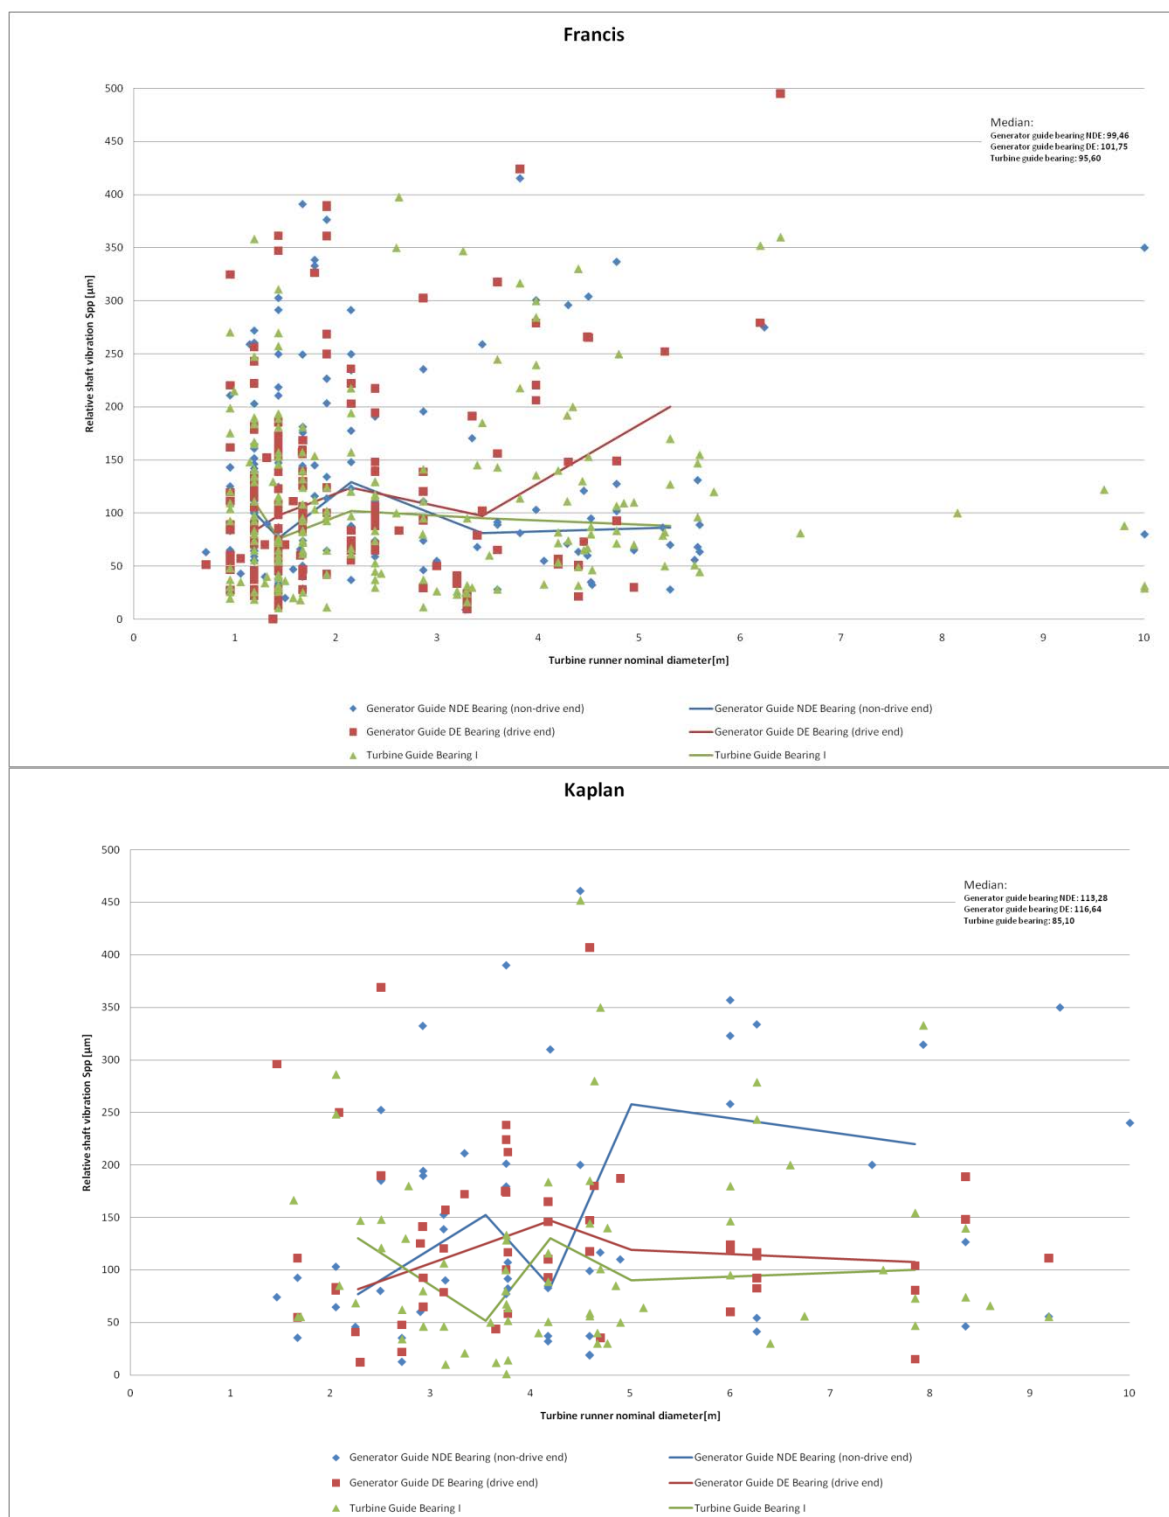 Francis
500
450
400
350
300
250
200
150
100
50
0
Relative shaft vibration Spp [µm]
Median:
Generator guide bearing NDE: 99,46
Generator guide bearing DE: 101,75
Turbine guide bearing: 95,60
0 1 2 3 4 5 6 7 8 9 10
Turbine runner nominal diameter[m]
Generator Guide NDE Bearing (non-drive end) Generator Guide NDE Bearing (non-drive end)
Generator Guide DE Bearing (drive end) Generator Guide DE Bearing (drive end)
Turbine Guide Bearing I Turbine Guide Bearing I
Kaplan
500
450
400
350
300
250
200
150
100
50
0
Relative shaft vibration Spp [µm]
Median:
Generator guide bearing NDE: 113,28
Generator guide bearing DE: 116,64
Turbine guide bearing: 85,10
0 1 2 3 4 5 6 7 8 9 10
Turbine runner nominal diameter[m]
Generator Guide NDE Bearing (non-drive end) Generator Guide NDE Bearing (non-drive end)
Generator Guide DE Bearing (drive end) Generator Guide DE Bearing (drive end)
Turbine Guide Bearing I Turbine Guide Bearing I